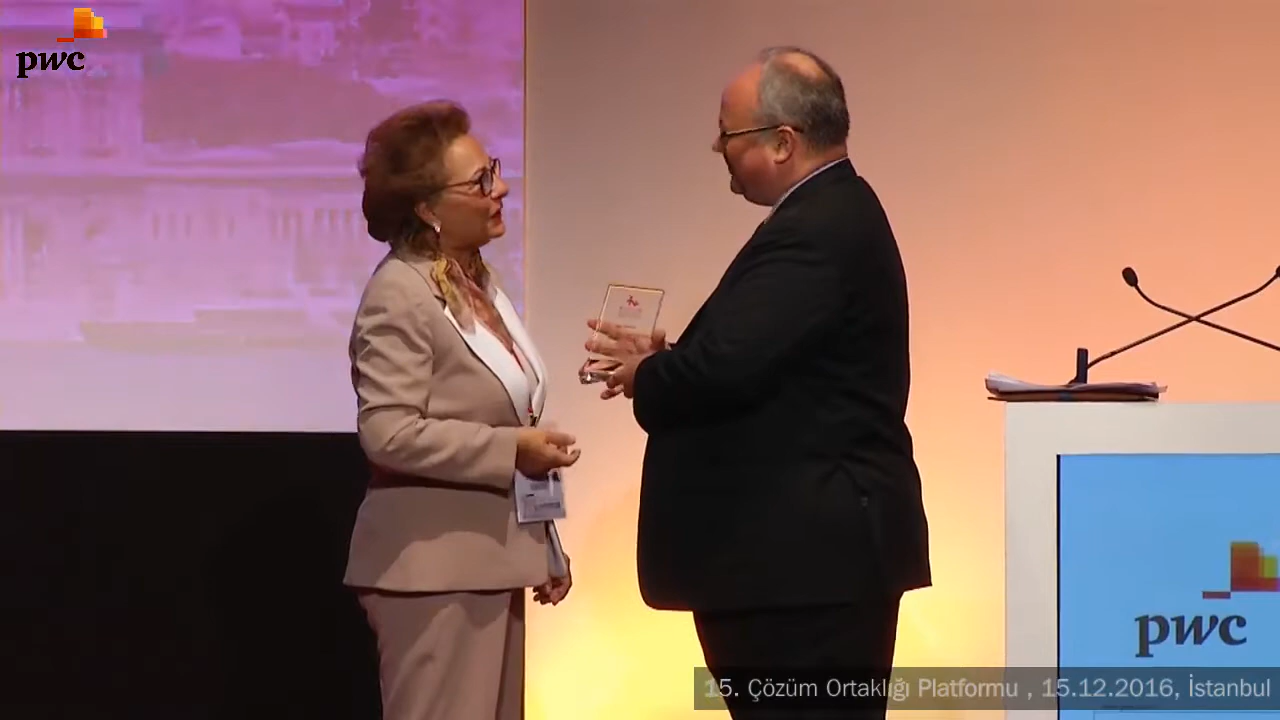 pwc
pwc
15. Çözüm Ortaklığı Platformu , 15.12.2016, İstanbul